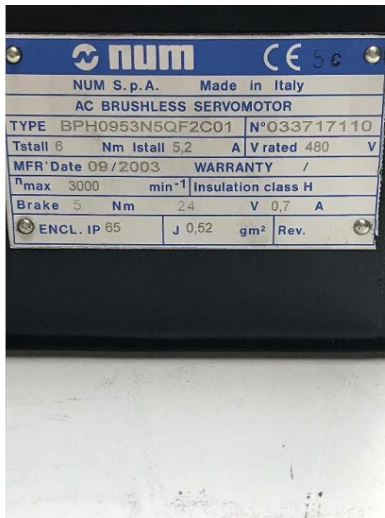 num CE 5c
NUM S.p.A. Made in Italy
AC BRUSHLESS SERVOMOTOR
TYPE BPH0953N5QF2C01 N°033717110
Tstall 6 Nm Istall 5,2 A V rated 480 V
MFR'Date 09/2003 WARRANTY /
nmax 3000 min-1 Insulation class H
Brake 5 Nm 24 V 0,7 A
ENCL. IP 65 J 0,52 gm² Rev.